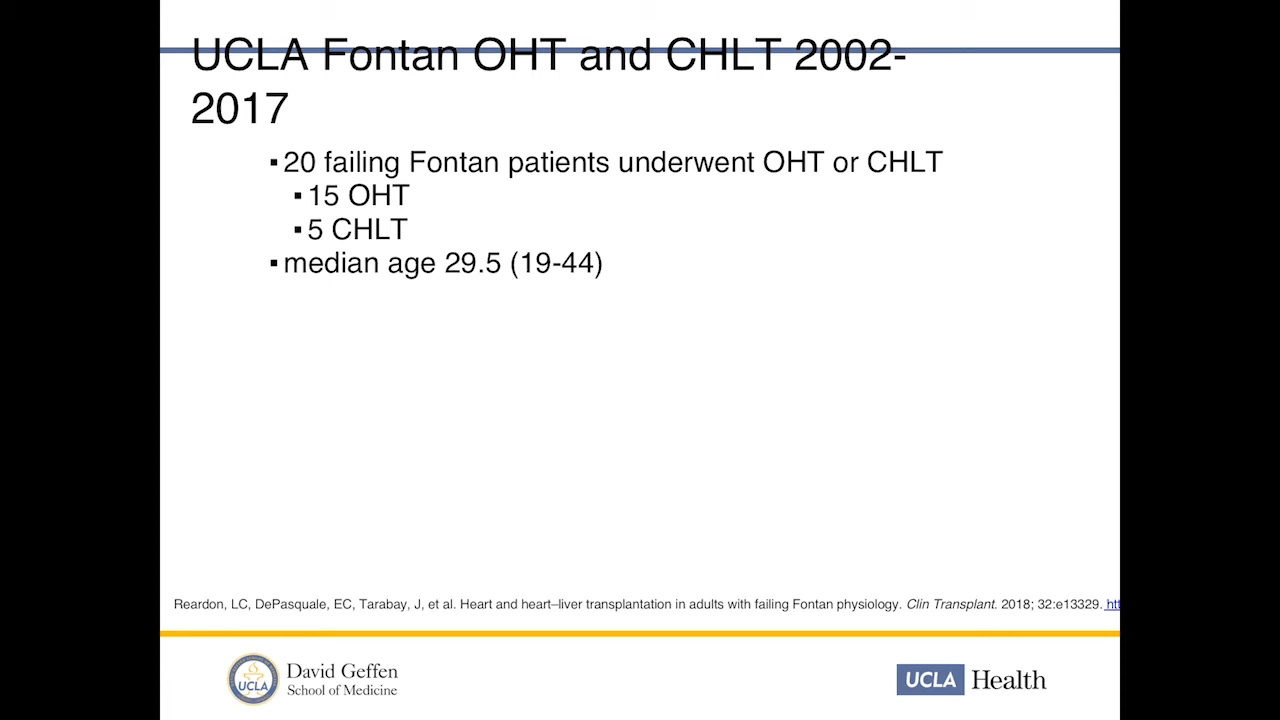 UCLA Fontan OHT and CHLT 2002-
2017
▪ 20 failing Fontan patients underwent OHT or CHLT
▪ 15 OHT
▪ 5 CHLT
▪ median age 29.5 (19-44)
Reardon, LC, DePasquale, EC, Tarabay, J, et al. Heart and heart–liver transplantation in adults with failing Fontan physiology. Clin Transplant. 2018; 32:e13329. htt
UCLA
David Geffen
School of Medicine
UCLA Health